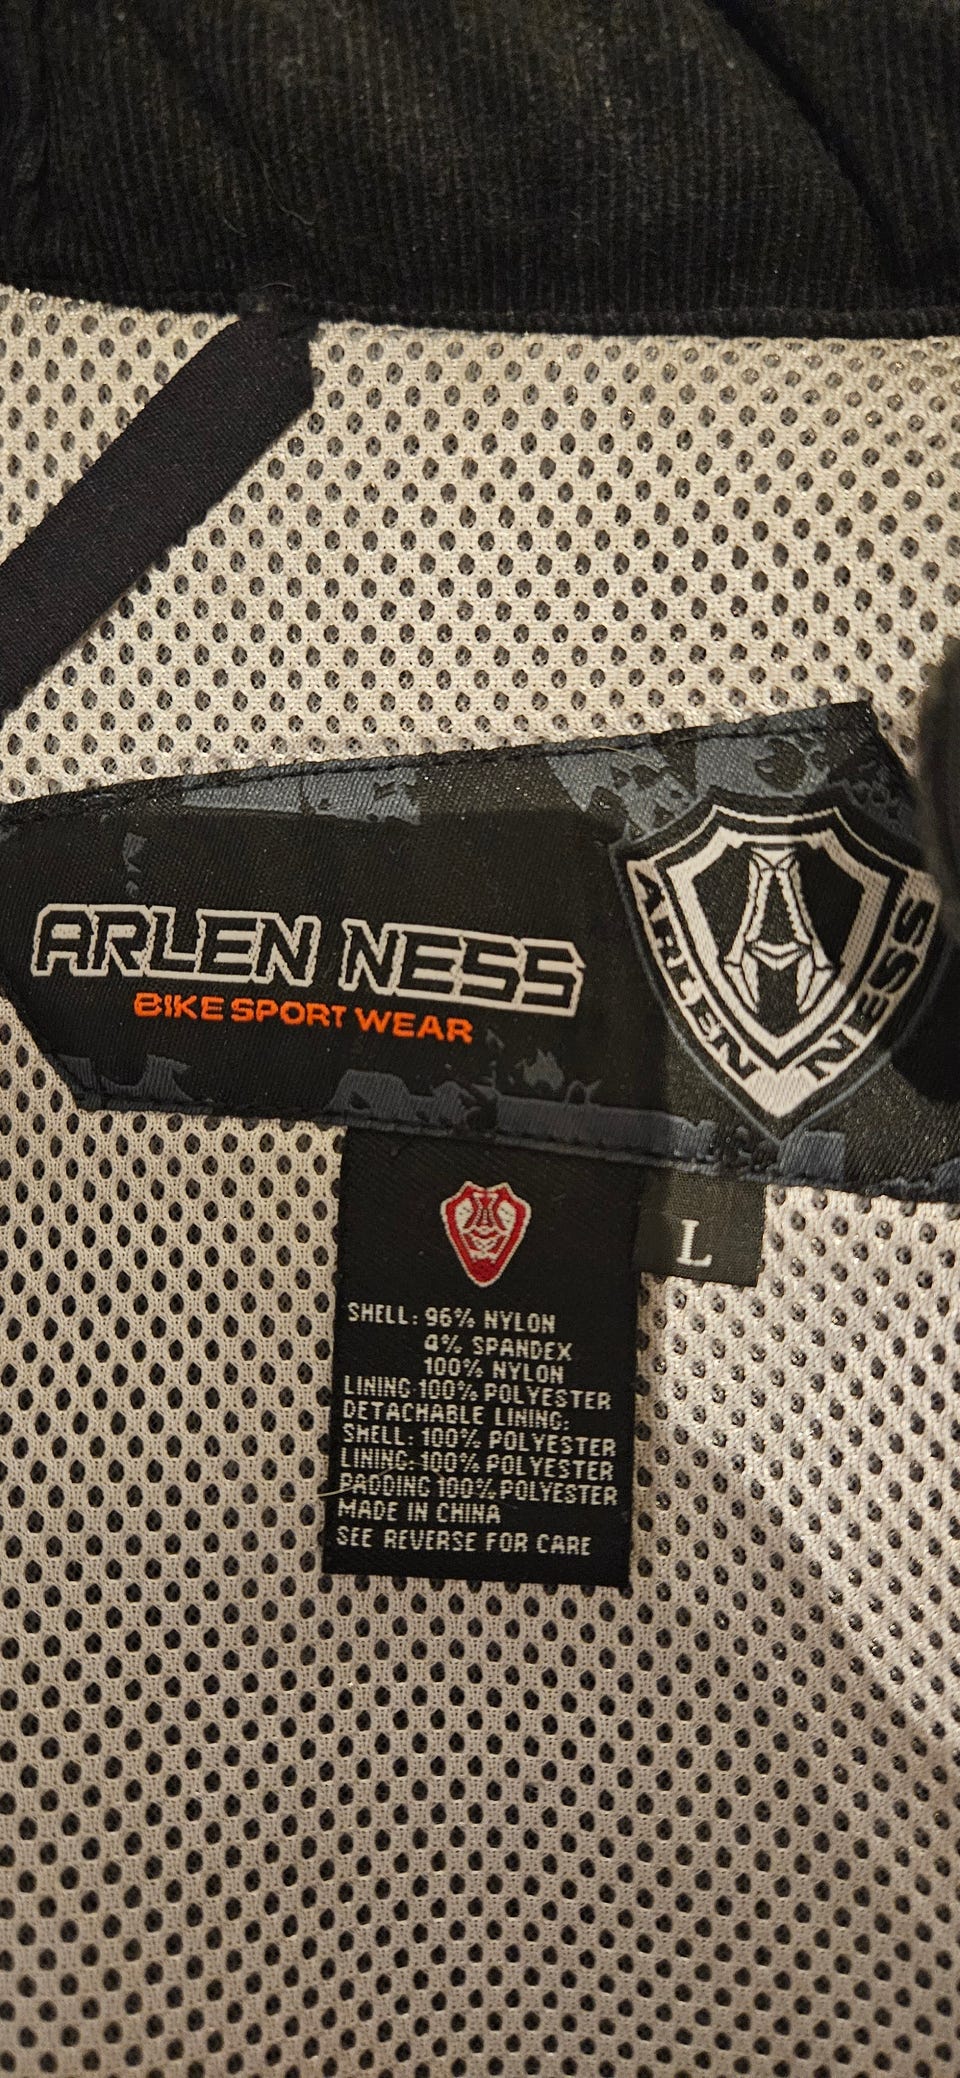 ARLEN NESS
BIKE SPORT WEAR
ARLEN NESS
L
SHELL: 96% NYLON
4% SPANDEX
100% NYLON
LINING 100% POLYESTER
DETACHABLE LINING:
SHELL: 100% POLYESTER
LINING: 100% POLYESTER
PADDING 100% POLYESTER
MADE IN CHINA
SEE REVERSE FOR CARE